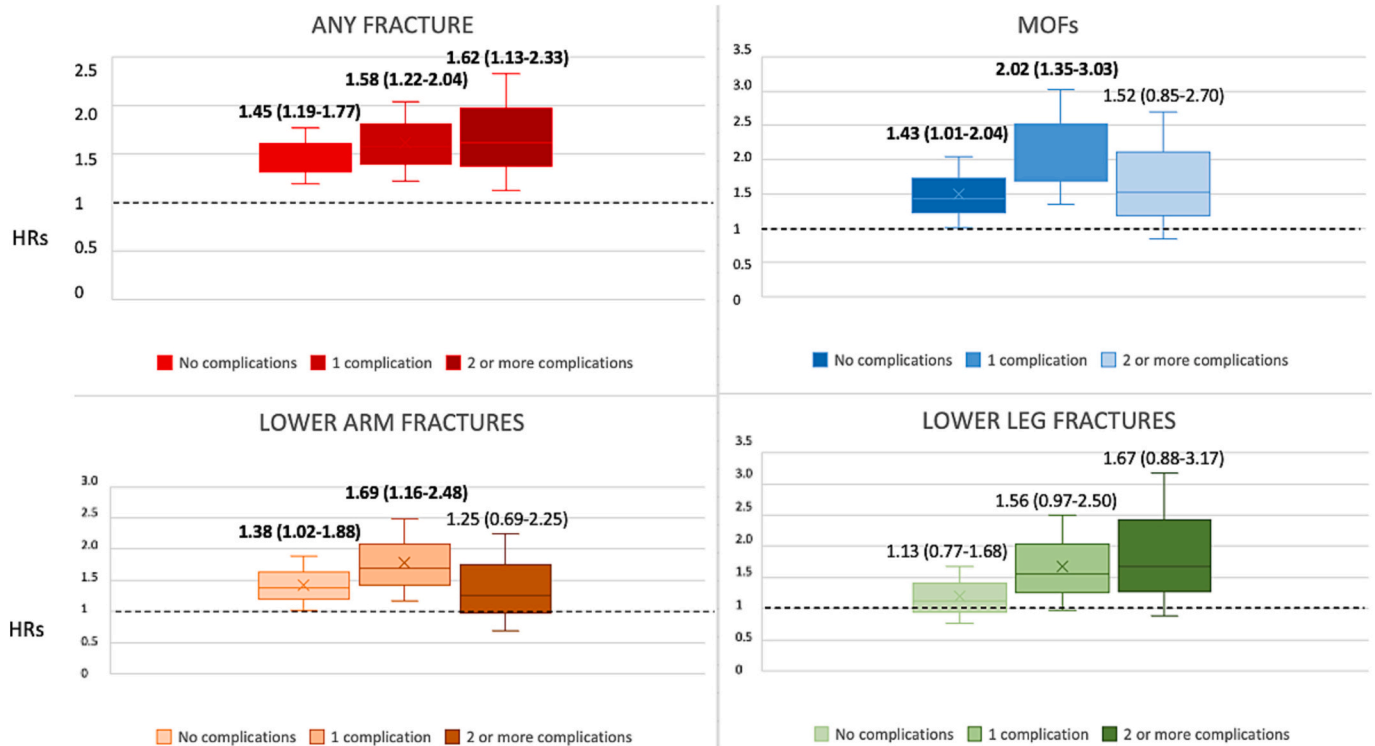 ANY FRACTURE
2.5
2.0
1.5
1
0.5
0
HRs
1.45 (1.19-1.77)
1.58 (1.22-2.04)
1.62 (1.13-2.33)
No complications
1 complication
2 or more complications
MOFs
3.5
3.0
2.5
2.0
1.5
1
0.5
0
1.43 (1.01-2.04)
2.02 (1.35-3.03)
1.52 (0.85-2.70)
No complications
1 complication
2 or more complications
LOWER ARM FRACTURES
3.0
2.5
2.0
1.5
1
0.5
0
HRs
1.38 (1.02-1.88)
1.69 (1.16-2.48)
1.25 (0.69-2.25)
No complications
1 complication
2 or more complications
LOWER LEG FRACTURES
3.5
3.0
2.5
2.0
1.5
1
0.5
0
1.13 (0.77-1.68)
1.56 (0.97-2.50)
1.67 (0.88-3.17)
No complications
1 complication
2 or more complications